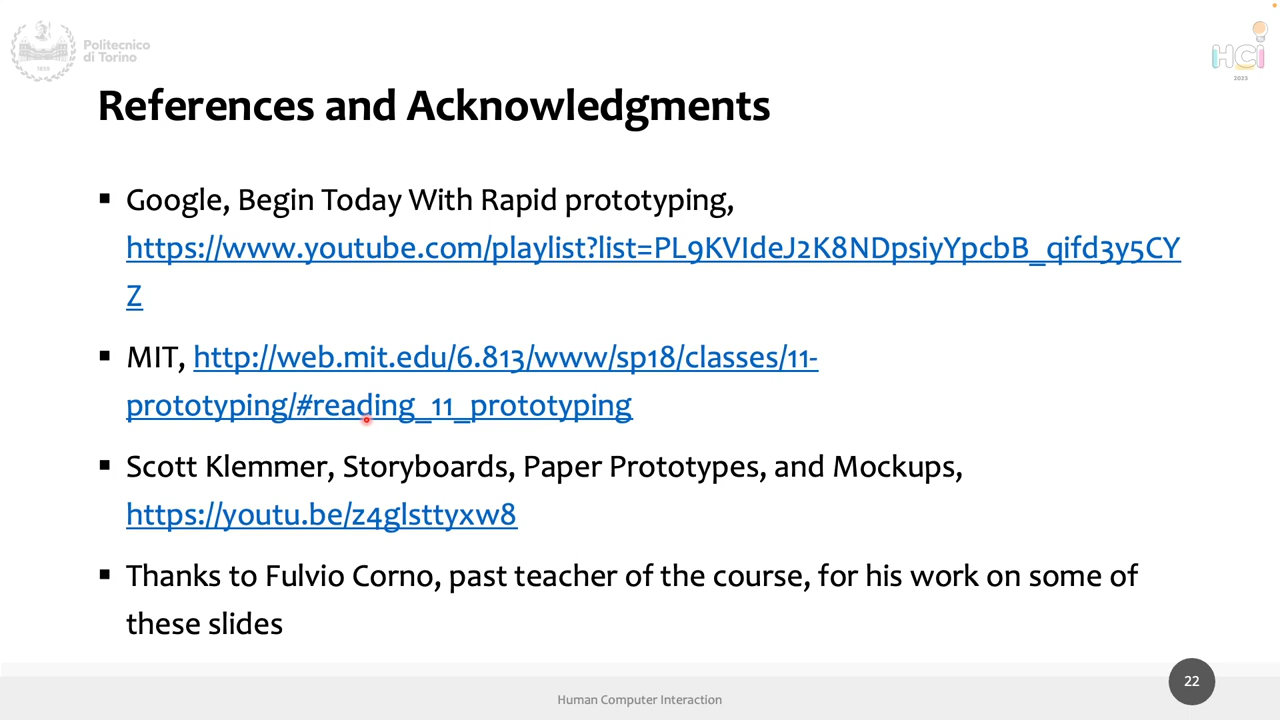 Politecnico
di Torino
1859
HCI
2023
References and Acknowledgments
▪ Google, Begin Today With Rapid prototyping,
https://www.youtube.com/playlist?list=PL9KVIdeJ2K8NDpsiyYpcbB_qifd3y5CY
Z
▪ MIT, http://web.mit.edu/6.813/www/sp18/classes/11-
prototyping/#reading_11_prototyping
▪ Scott Klemmer, Storyboards, Paper Prototypes, and Mockups,
https://youtu.be/z4glsttyxw8
▪ Thanks to Fulvio Corno, past teacher of the course, for his work on some of
these slides
Human Computer Interaction
22